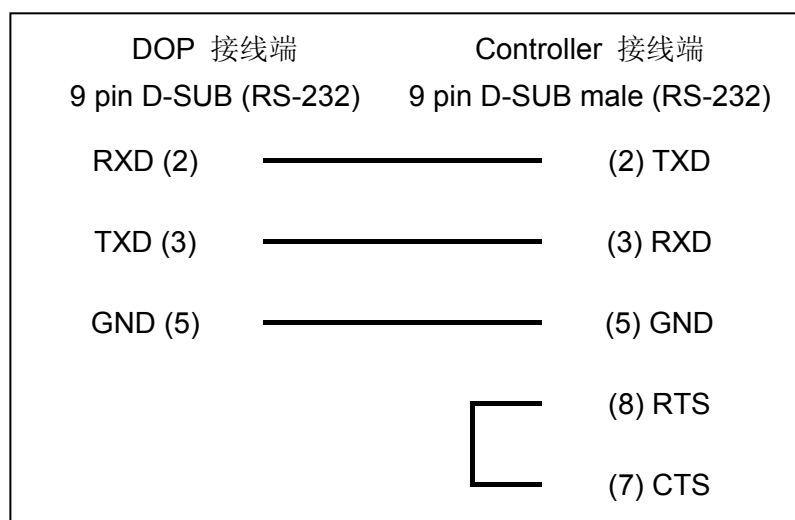 DOP 接线端 Controller 接线端
9 pin D-SUB (RS-232) 9 pin D-SUB male (RS-232)
RXD (2) (2) TXD
TXD (3) (3) RXD
GND (5) (5) GND
(8) RTS
(7) CTS